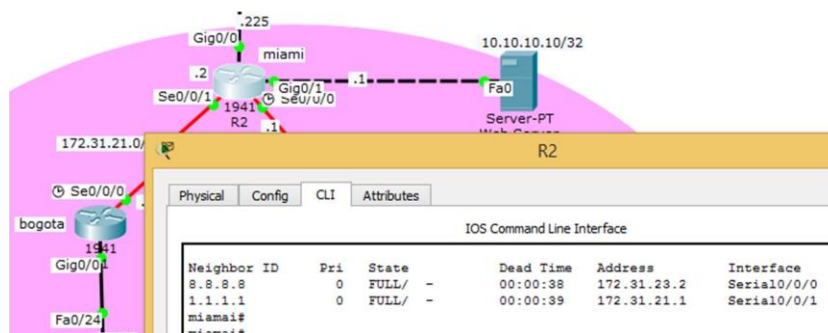 .225
Gig0/0
miami
10.10.10.10/32
.2
.1
Gig0/1
Fa0
Se0/0/1
Se0/0/0
1941
R2
Server-PT
.1
172.31.21.0/
R2
Se0/0/0
Physical Config CLI Attributes
bogota
IOS Command Line Interface
1941
Gig0/0
Neighbor ID Pri State Dead Time Address Interface
8.8.8.8 0 FULL/ - 00:00:38 172.31.23.2 Serial0/0/0
1.1.1.1 0 FULL/ - 00:00:39 172.31.21.1 Serial0/0/1
miamai#
Fa0/24